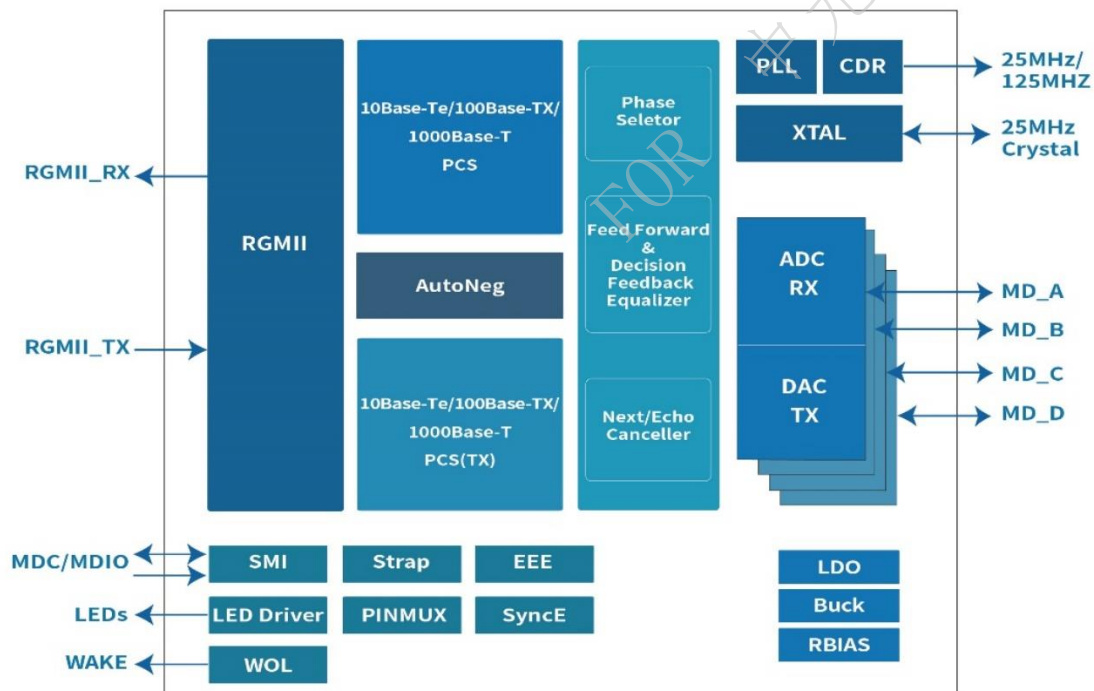 PLL
CDR
25MHz/
125MHZ
XTAL
25MHz
Crystal
10Base-Te/100Base-TX/
1000Base-T
PCS
Phase
Seletor
RGMII_RX
RGMII
Feed Forward
&
Decision
Feedback
Equalizer
FOR
ADC
RX
AutoNeg
MD_A
MD_B
RGMII_TX
MD_C
DAC
TX
MD_D
10Base-Te/100Base-TX/
1000Base-T
PCS(TX)
Next/Echo
Canceller
MDC/MDIO
SMI
Strap
EEE
LDO
LEDs
LED Driver
PINMUX
SyncE
Buck
WAKE
WOL
RBIAS